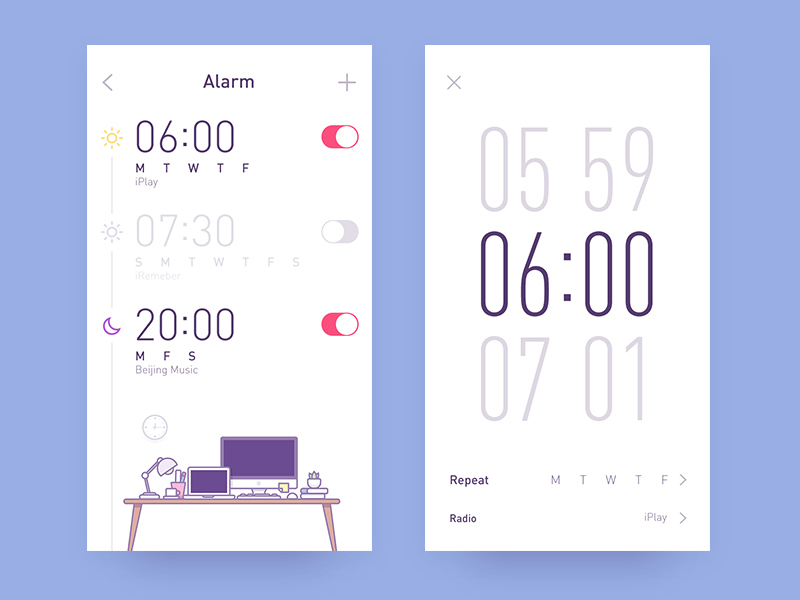 Alarm
06:00
M T W T F
iPlay
07:30
S M T W T F S
iRemeber
20:00
M F S
Beijing Music
05 59
06:00
07 01
Repeat M T W T F
Radio iPlay